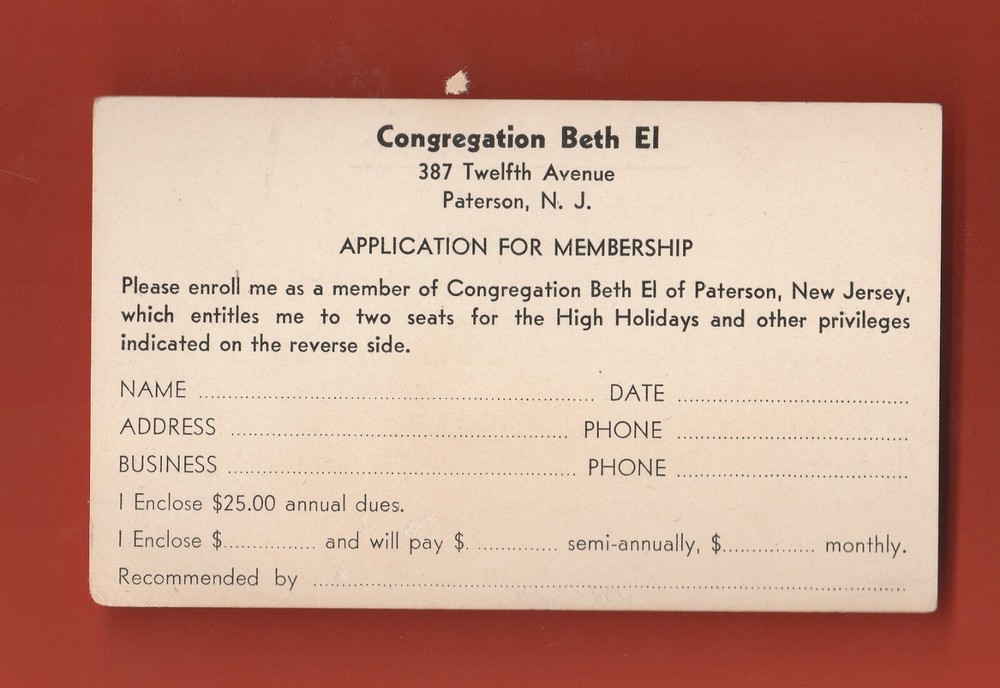 Congregation Beth El
387 Twelfth Avenue
Paterson, N. J.
APPLICATION FOR MEMBERSHIP
Please enroll me as a member of Congregation Beth El of Paterson, New Jersey,
which entitles me to two seats for the High Holidays and other privileges
indicated on the reverse side.
NAME ........................ DATE ........................
ADDRESS ........................ PHONE ........................
BUSINESS ........................ PHONE ........................
I Enclose $25.00 annual dues.
I Enclose $............... and will pay $. ............. semi-annually, $............... monthly.
Recommended by ........................